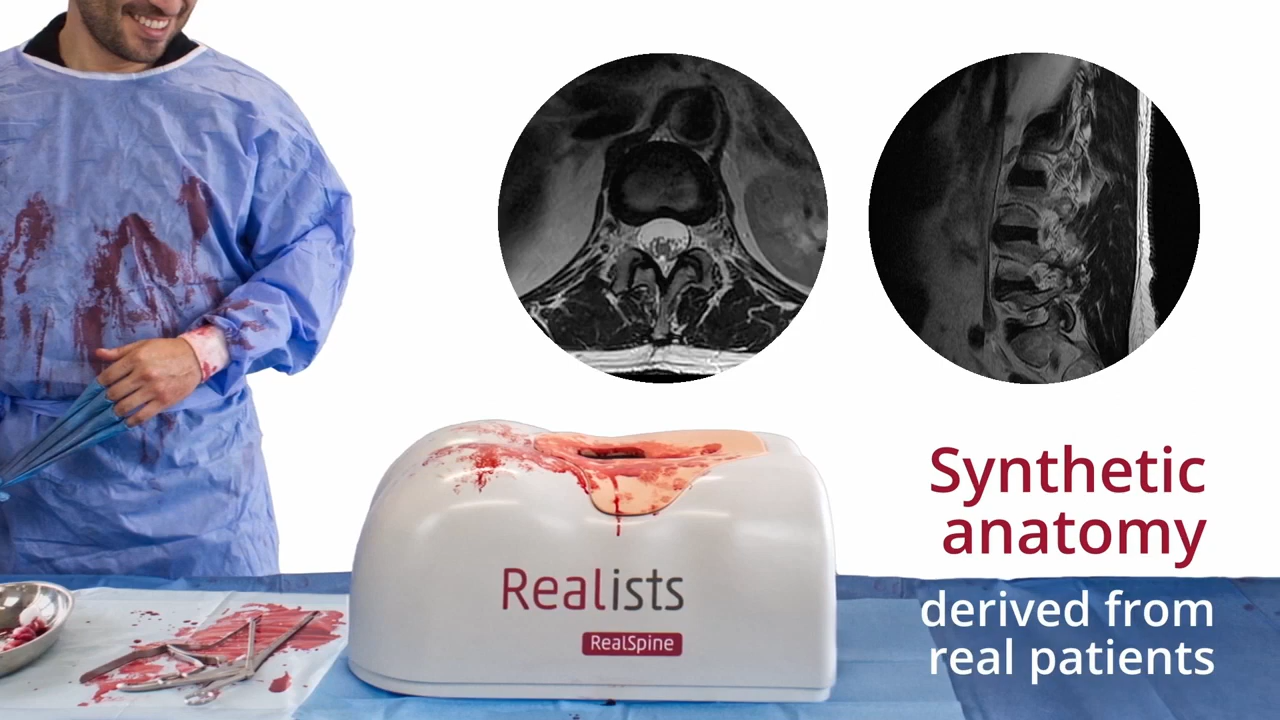 Synthetic
anatomy
derived from
real patients
Realists
RealSpine